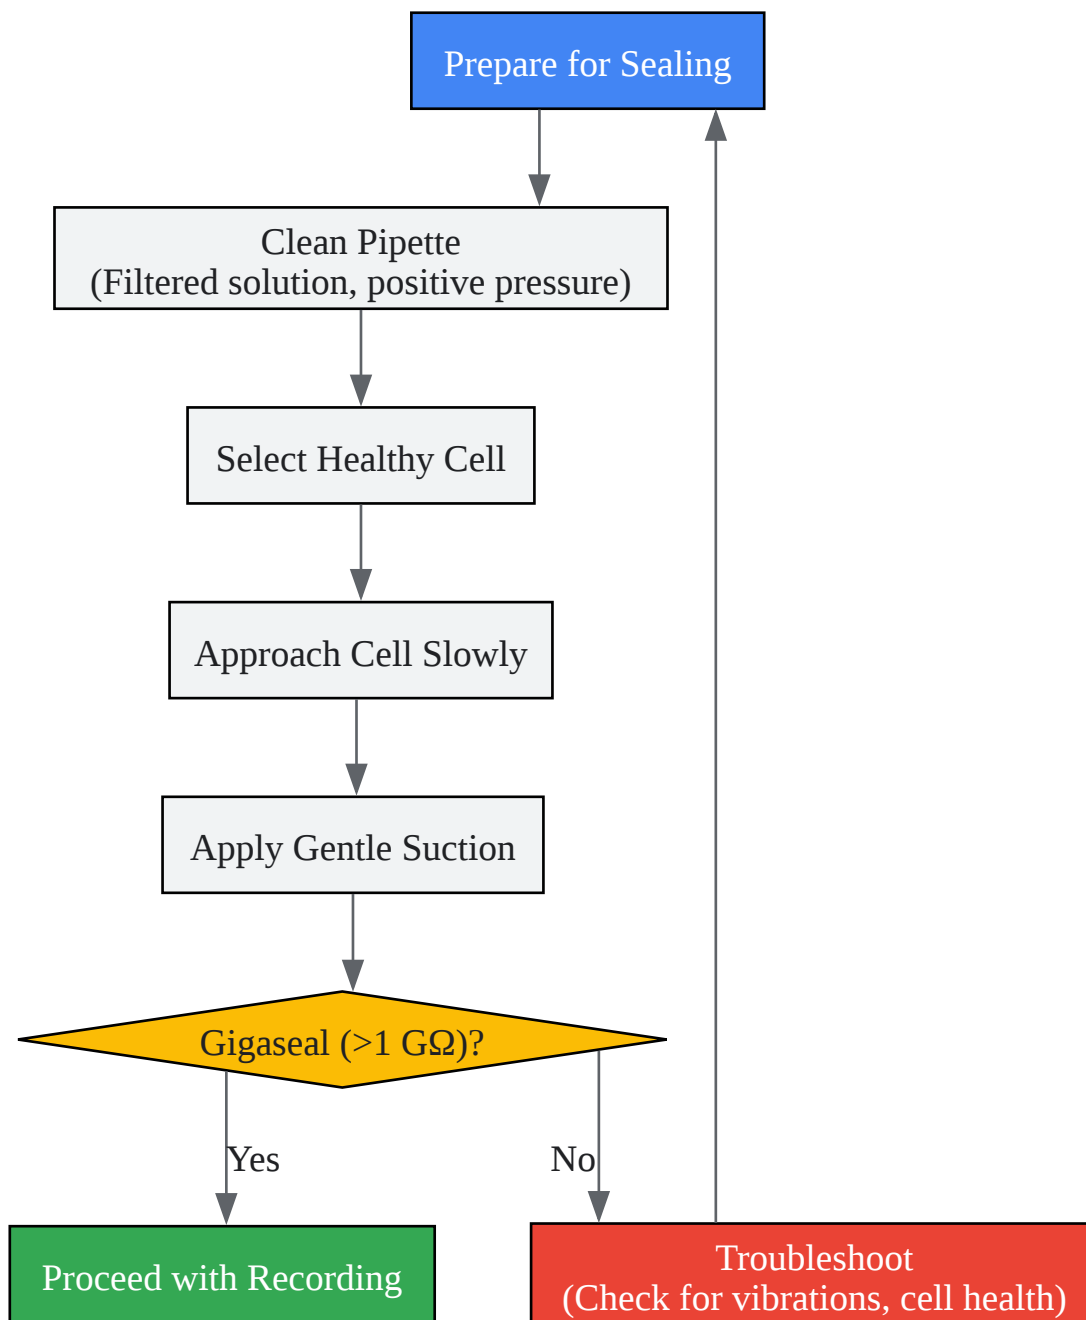 Prepare for Sealing
Clean Pipette
(Filtered solution, positive pressure)
Select Healthy Cell
Approach Cell Slowly
Apply Gentle Suction
Gigaseal (>1 GΩ)?
Yes
No
Proceed with Recording
Troubleshoot
(Check for vibrations, cell health)